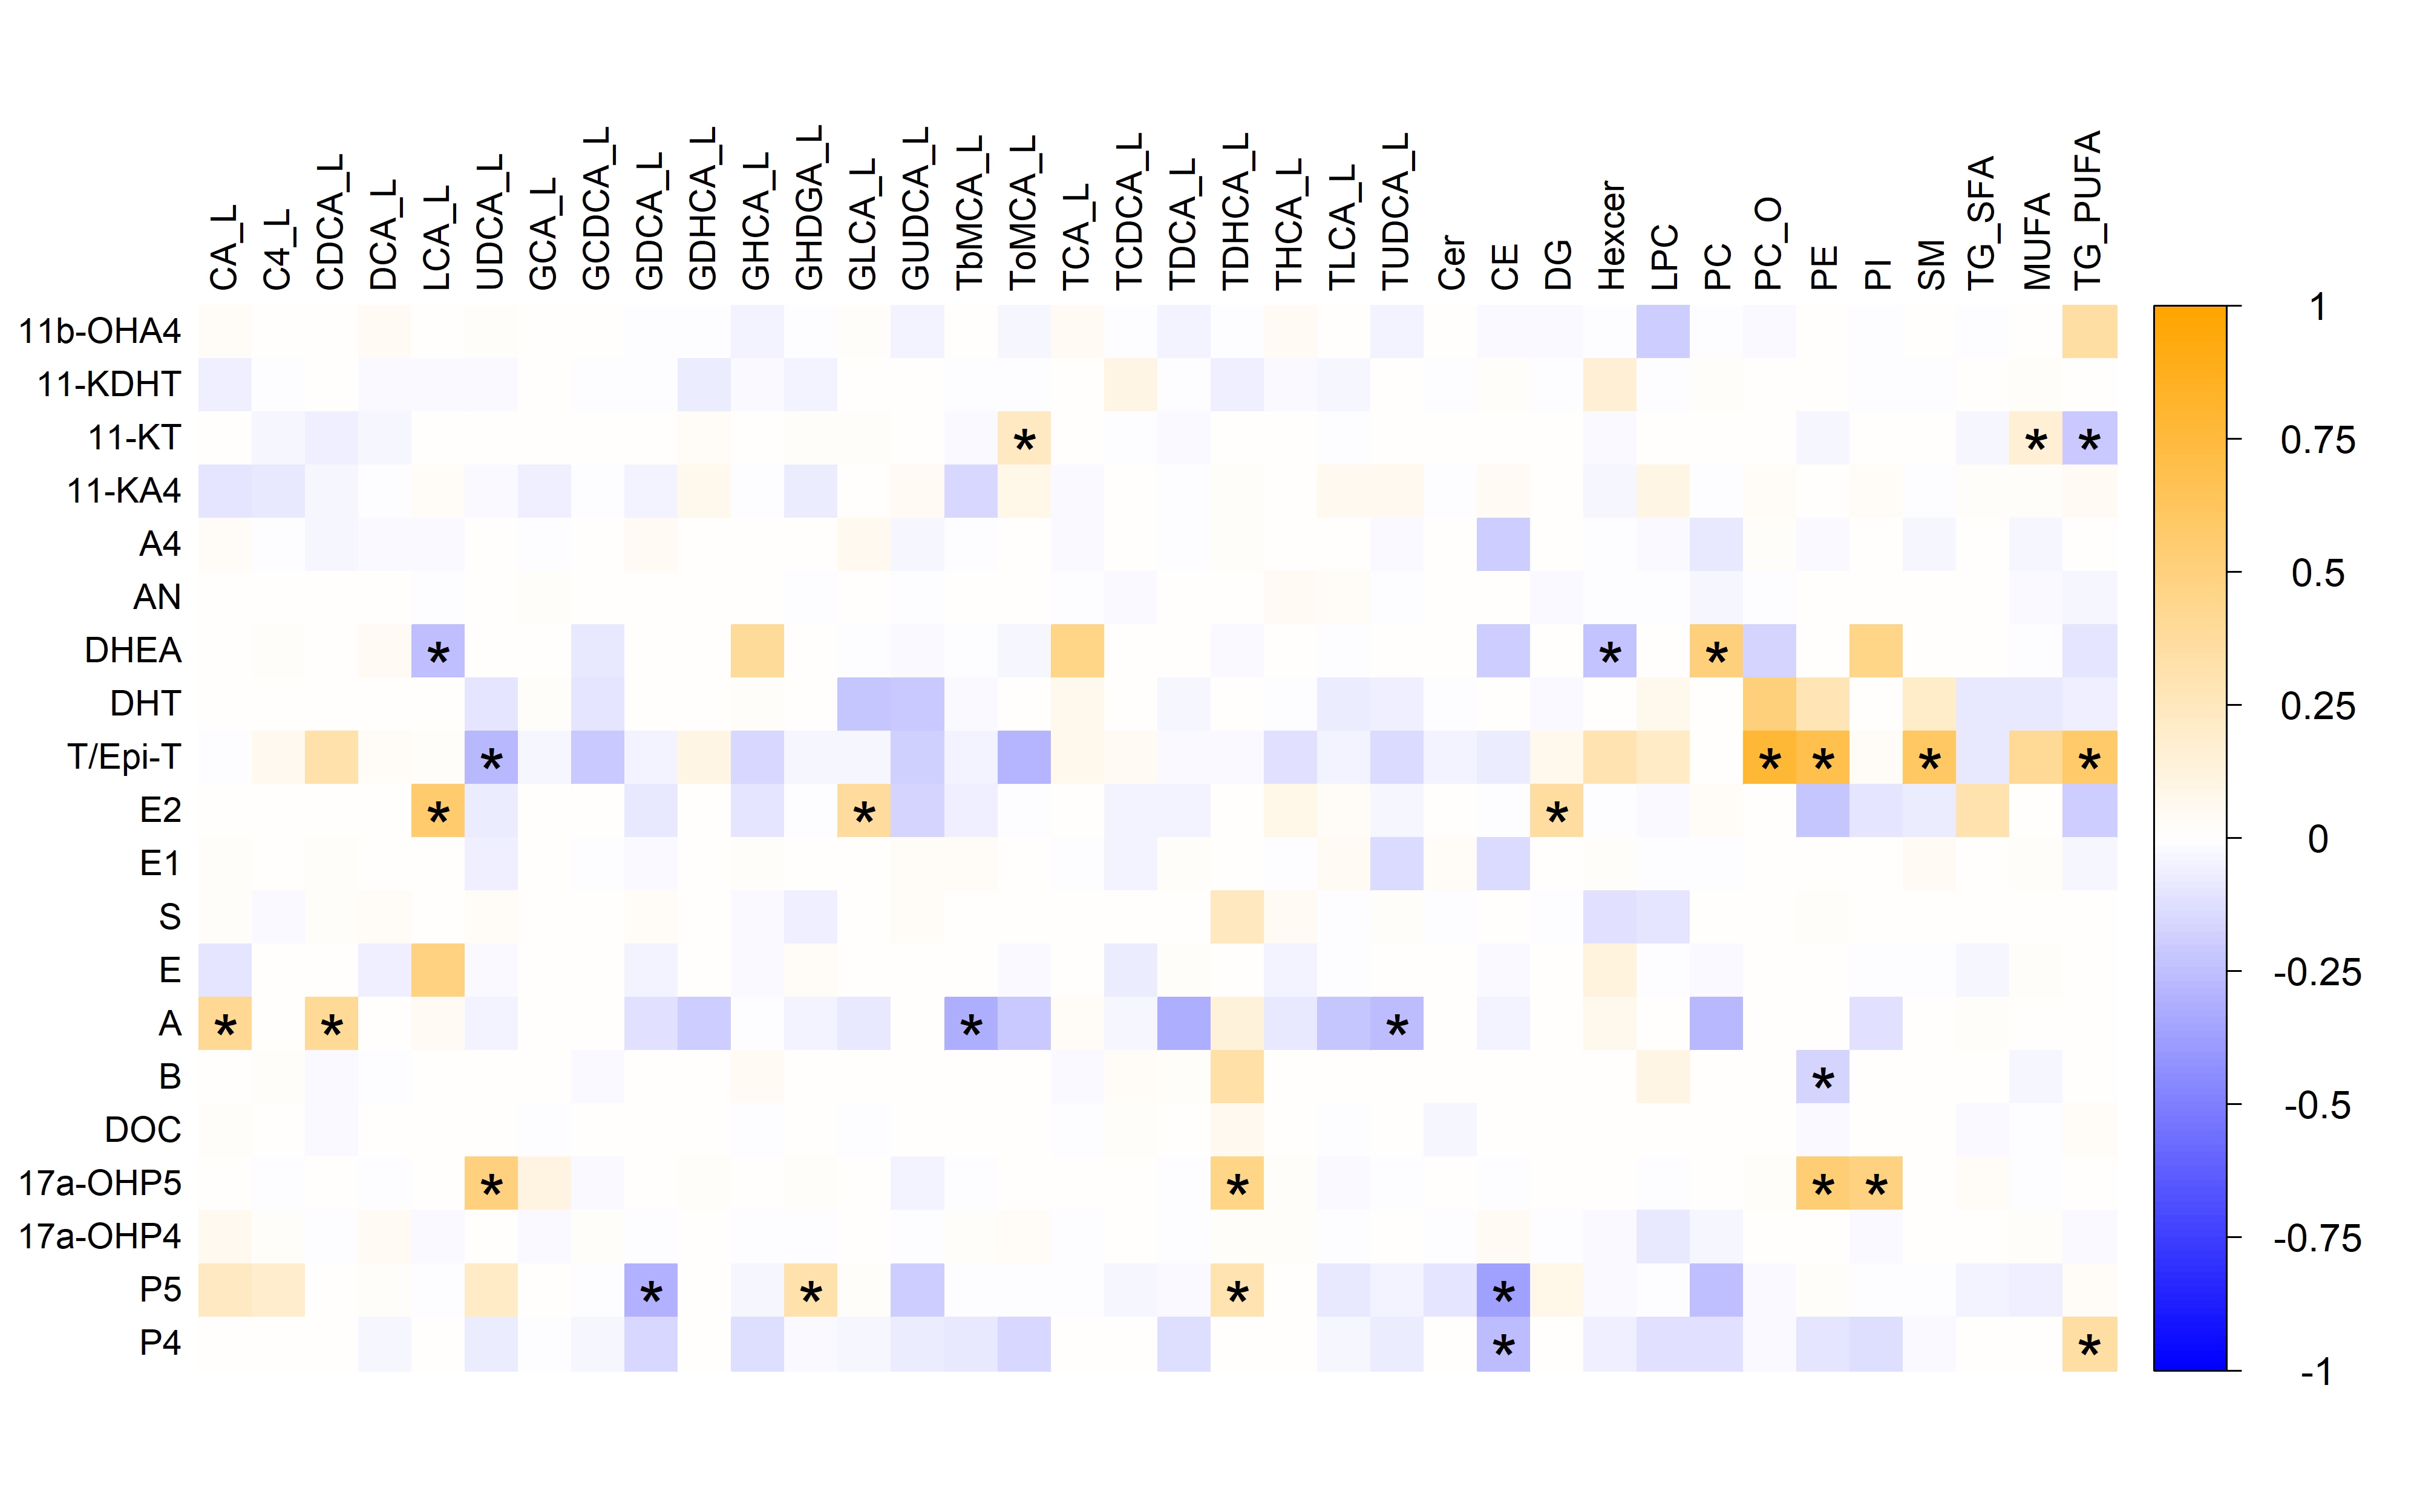 CA_L
C4_L
CDCA_L
DCA_L
LCA_L
UDCA_L
GCA_L
GCDCA_L
GDCA_L
GDHCA_L
GHCA_L
GHDGA_L
GLCA_L
GUDCA_L
TbMCA_L
ToMCA_L
TCA_L
TCDCA_L
TDCA_L
TDHCA_L
THCA_L
TLCA_L
TUDCA_L
Cer
CE
DG
Hexcer
LPC
PC
PC_O
PE
PI
SM
TG_SFA
MUFA
TG_PUFA
11b-OHA4
11-KDHT
11-KT * * *
11-KA4
A4
AN
DHEA * * *
DHT
T/Epi-T * * * * *
E2 * * *
E1
S
E
A * * * *
B *
DOC
17a-OHP5 * * * *
17a-OHP4
P5 * * * *
P4 * *
1
0.75
0.5
0.25
0
-0.25
-0.5
-0.75
-1